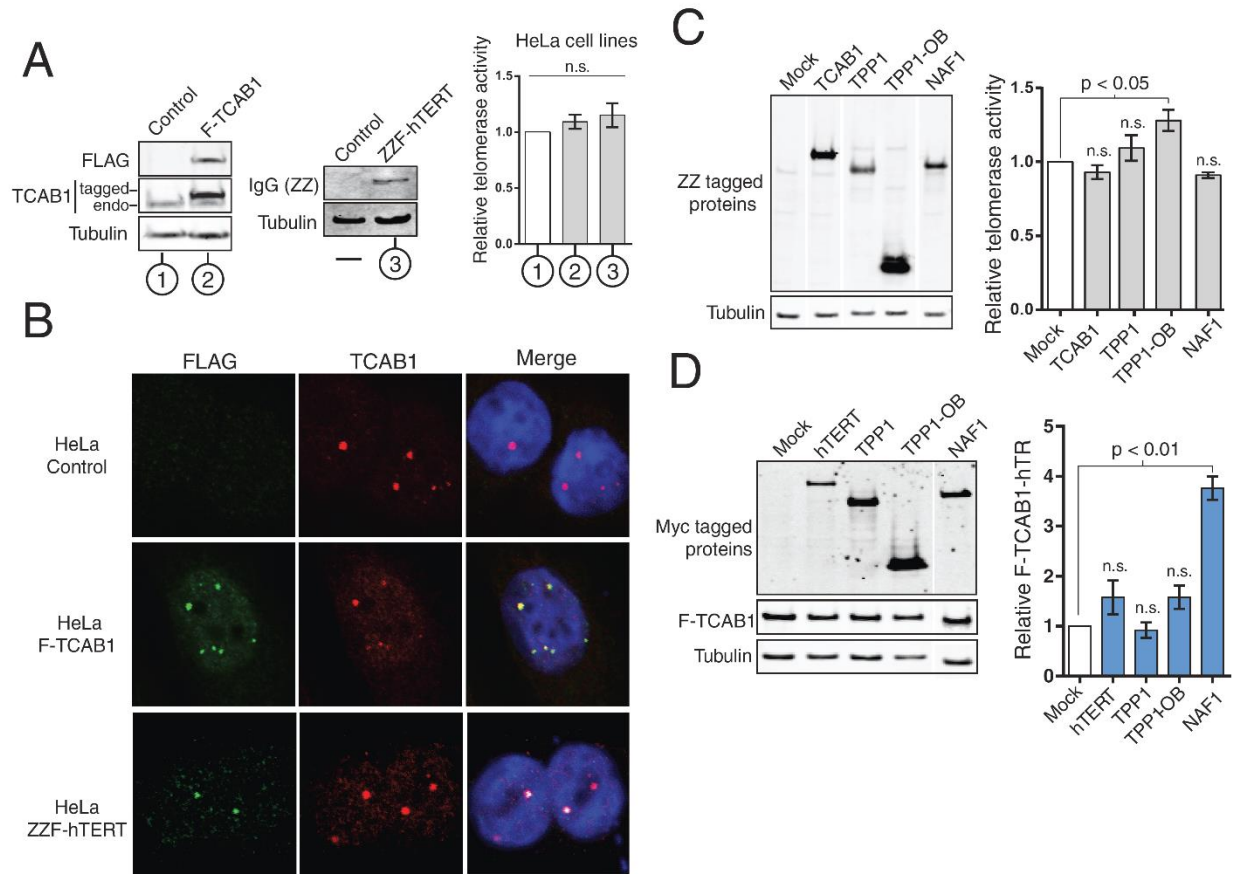 A
Control
F-TCAB1
FLAG
TCAB1
tagged
endo
Tubulin
1
2
Control
ZZF-hTERT
IgG (ZZ)
Tubulin
3
HeLa cell lines
n.s.
Relative telomerase activity
1.5
1.0
0.5
0
1
2
3
B
FLAG
TCAB1
Merge
HeLa
Control
HeLa
F-TCAB1
HeLa
ZZF-hTERT
C
Mock
TCAB1
TPP1
TPP1-OB
NAF1
ZZ tagged
proteins
Tubulin
p < 0.05
n.s.
n.s.
n.s.
Relative telomerase activity
1.5
1.0
0.5
0.0
Mock
TCAB1
TPP1
TPP1-OB
NAF1
D
Mock
hTERT
TPP1
TPP1-OB
NAF1
Myc tagged
proteins
F-TCAB1
Tubulin
p < 0.01
n.s.
n.s.
n.s.
Relative F-TCAB1-hTR
5
4
3
2
1
0
Mock
hTERT
TPP1
TPP1-OB
NAF1